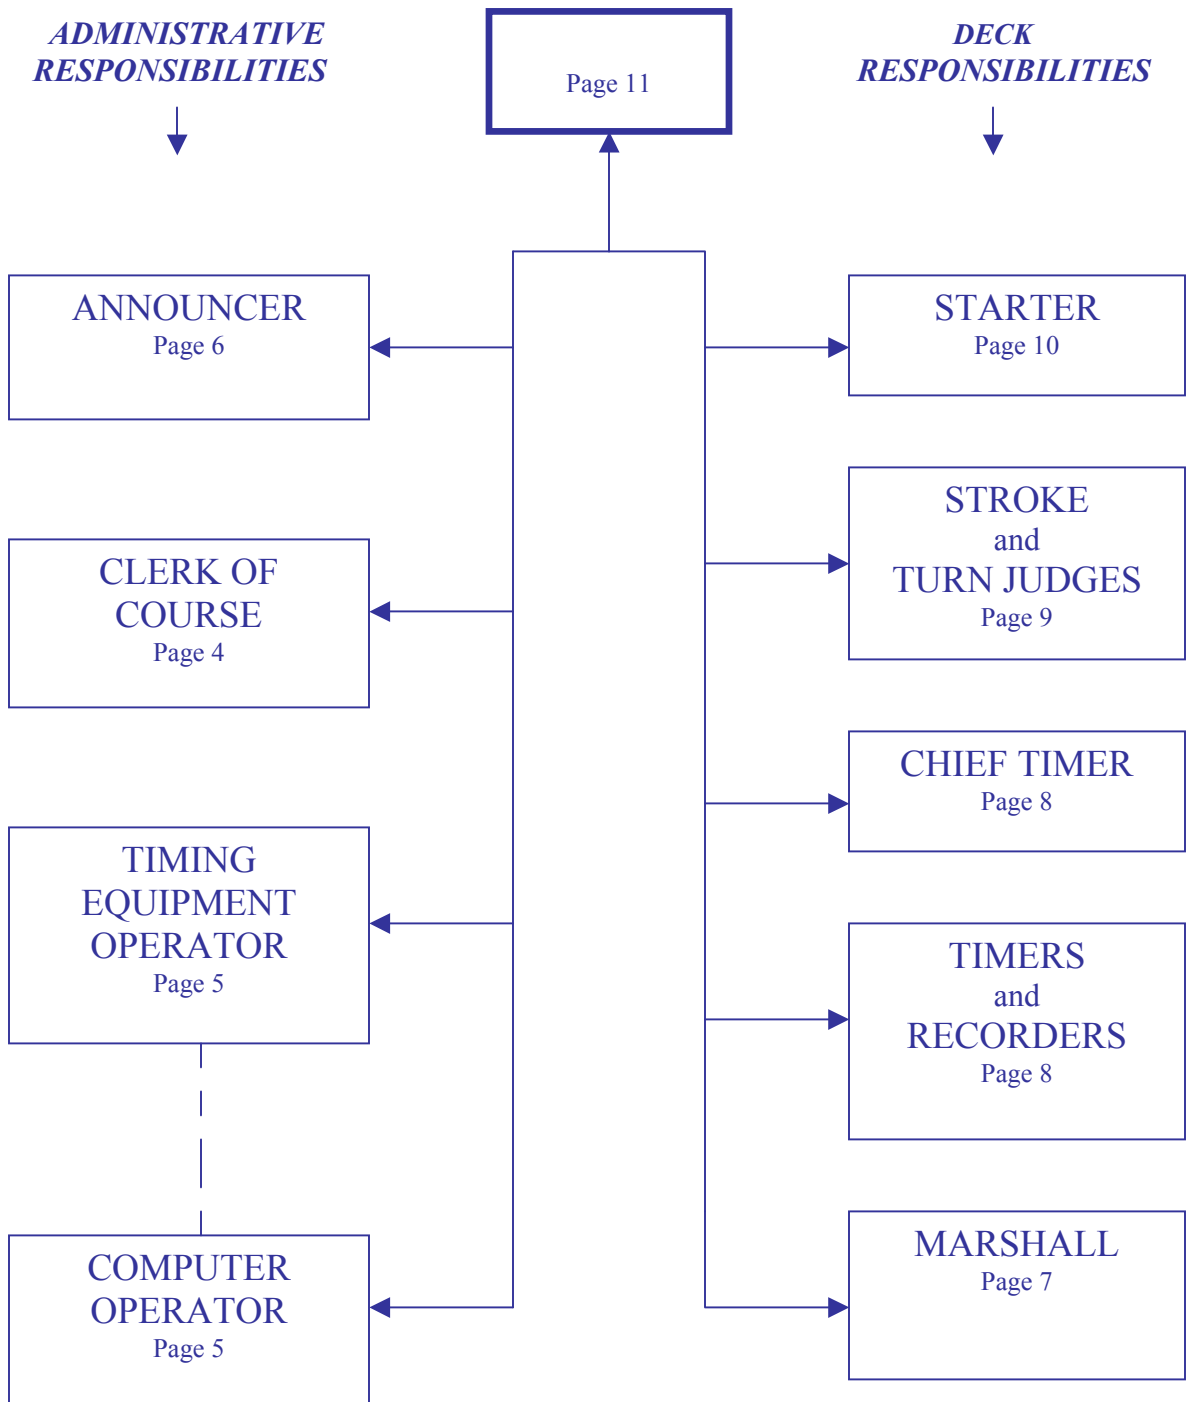 ADMINISTRATIVE
RESPONSIBILITIES
Page 11
DECK
RESPONSIBILITIES
ANNOUNCER
Page 6
CLERK OF
COURSE
Page 4
TIMING
EQUIPMENT
OPERATOR
Page 5
COMPUTER
OPERATOR
Page 5
STARTER
Page 10
STROKE
and
TURN JUDGES
Page 9
CHIEF TIMER
Page 8
TIMERS
and
RECORDERS
Page 8
MARSHALL
Page 7